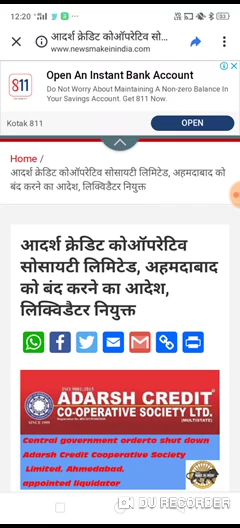 12:20
आदर्श क्रेडिट कोऑपरेटिव सो...
www.newsmakeinindia.com
Open An Instant Bank Account
Do Not Worry About Maintaining A Non-zero Balance In
Your Savings Account. Get 811 Now.
811
Kotak 811
OPEN
Home /
आदर्श क्रेडिट कोऑपरेटिव सोसायटी लिमिटेड, अहमदाबाद को
बंद करने का आदेश, लिक्विडैटर नियुक्त
आदर्श क्रेडिट कोऑपरेटिव
सोसायटी लिमिटेड, अहमदाबाद
को बंद करने का आदेश,
लिक्विडैटर नियुक्त
ISO 9001:2015
ADARSH CREDIT
CO-OPERATIVE SOCIETY LTD.
(MULTISTATE)
SINCE 1999
Central government orderto shut down
Adarsh Credit Cooperative Society
Limited, Ahmedabad.
appointed liquidator
DU RECORDER